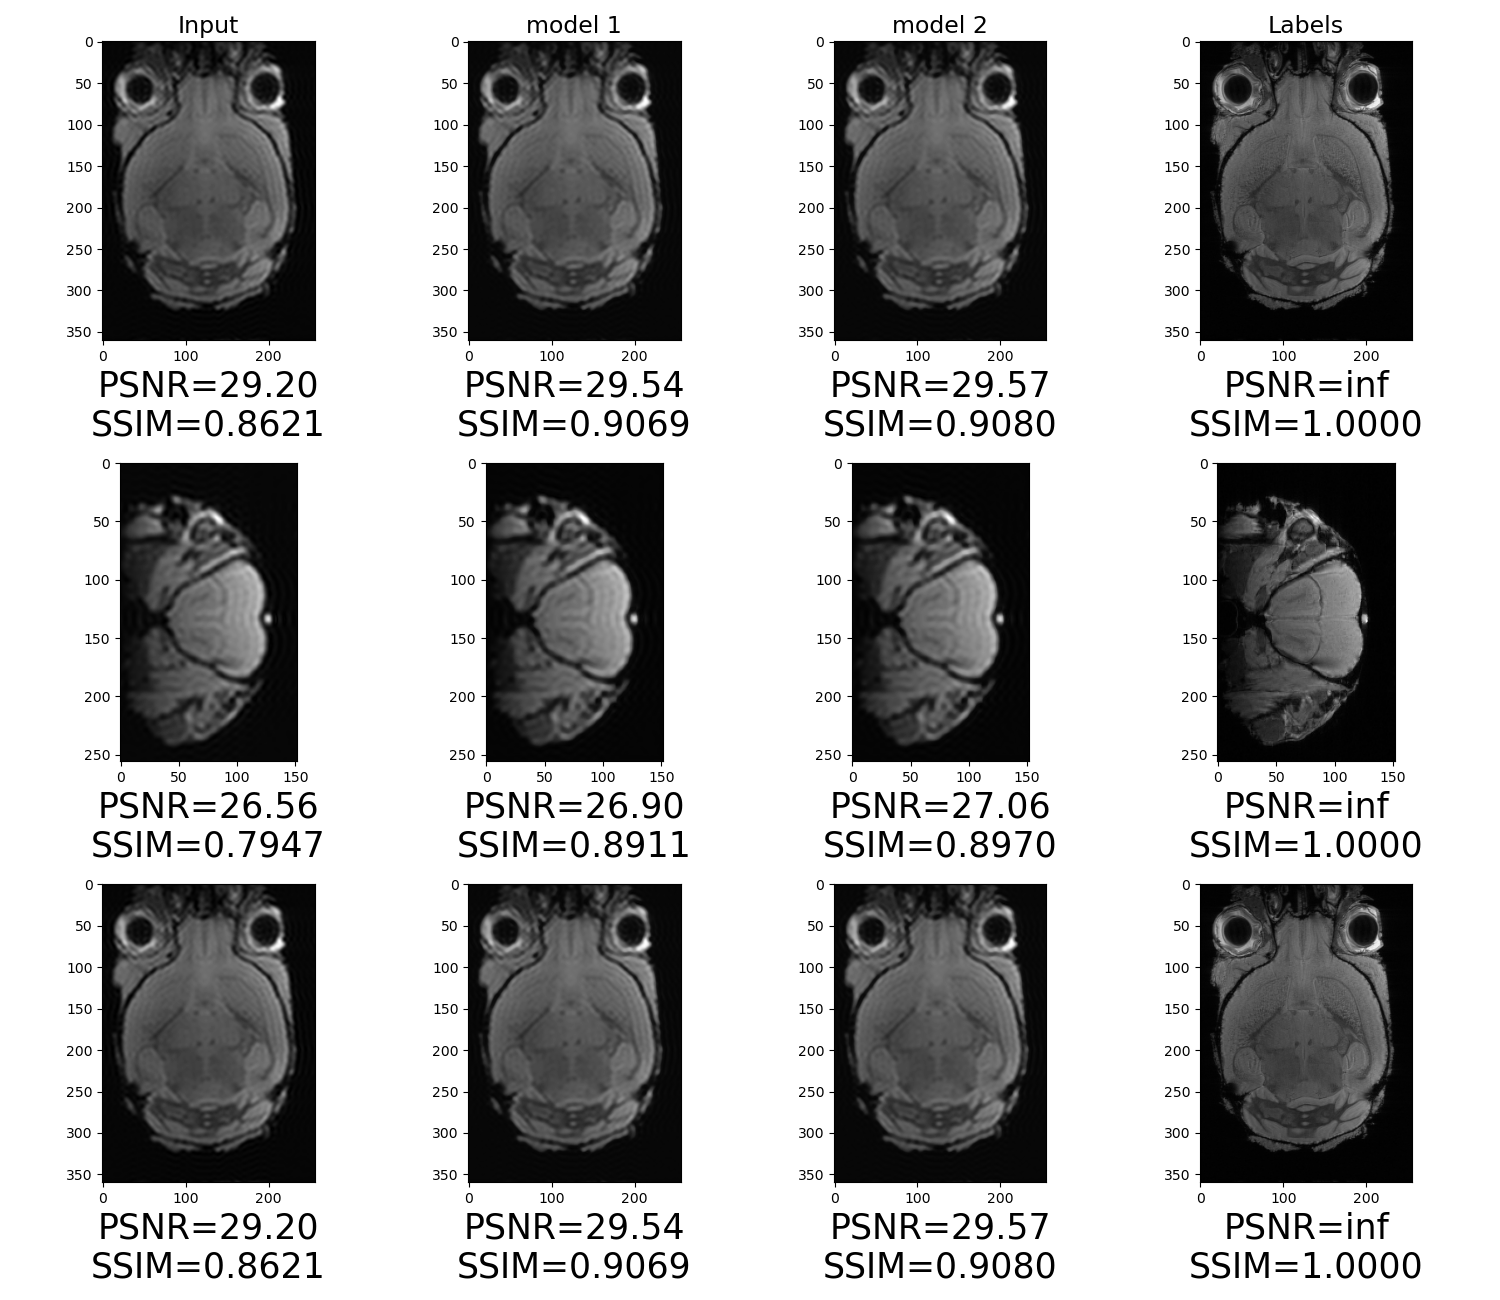 Input model 1 model 2 Labels
0 0 0 0
50 50 50 50
100 100 100 100
150 150 150 150
200 200 200 200
250 250 250 250
300 300 300 300
350 350 350 350
0 100 200 0 100 200 0 100 200 0 100 200
PSNR=29.20 PSNR=29.54 PSNR=29.57 PSNR=inf
SSIM=0.8621 SSIM=0.9069 SSIM=0.9080 SSIM=1.0000
0 0 0 0
50 50 50 50
100 100 100 100
150 150 150 150
200 200 200 200
250 250 250 250
0 50 100 150 0 50 100 150 0 50 100 150 0 50 100 150
PSNR=26.56 PSNR=26.90 PSNR=27.06 PSNR=inf
SSIM=0.7947 SSIM=0.8911 SSIM=0.8970 SSIM=1.0000
0 0 0 0
50 50 50 50
100 100 100 100
150 150 150 150
200 200 200 200
250 250 250 250
300 300 300 300
350 350 350 350
0 100 200 0 100 200 0 100 200 0 100 200
PSNR=29.20 PSNR=29.54 PSNR=29.57 PSNR=inf
SSIM=0.8621 SSIM=0.9069 SSIM=0.9080 SSIM=1.0000